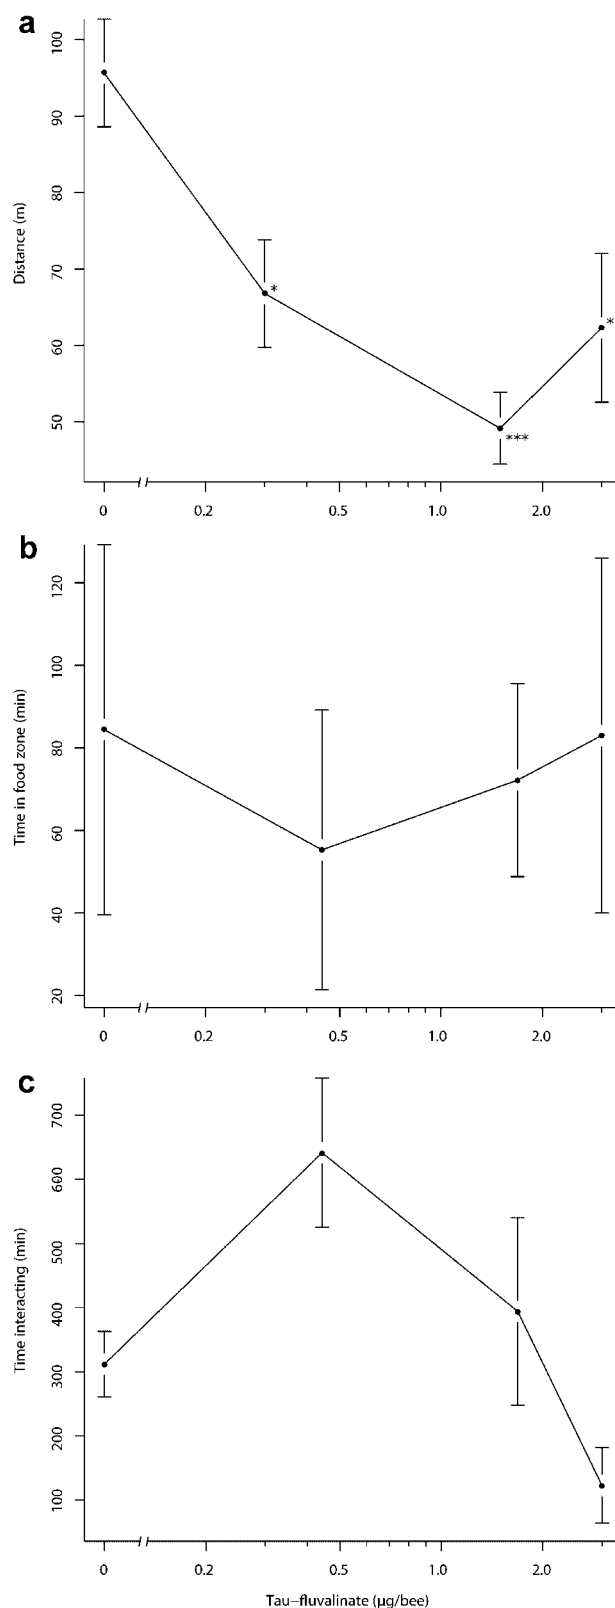 a
100
90
80
70
60
50
Distance (m)
*
***
*
0 0.2 0.5 1.0 2.0
b
120
100
80
60
40
20
Time in food zone (min)
0 0.2 0.5 1.0 2.0
c
700
600
500
400
300
200
100
Time interacting (min)
0 0.2 0.5 1.0 2.0
Tau−fluvalinate (μg/bee)